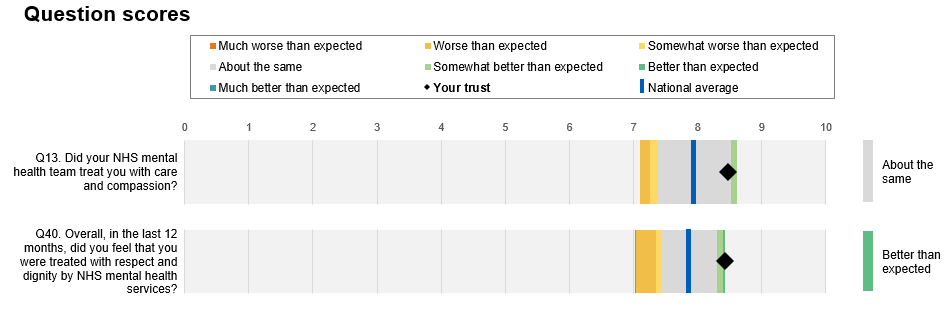 Question scores
Much worse than expected
Worse than expected
Somewhat worse than expected
About the same
Somewhat better than expected
Better than expected
Much better than expected
Your trust
National average
0 1 2 3 4 5 6 7 8 9 10
Q13. Did your NHS mental
health team treat you with care
and compassion?
About the
same
Q40. Overall, in the last 12
months, did you feel that you
were treated with respect and
dignity by NHS mental health
services?
Better than
expected